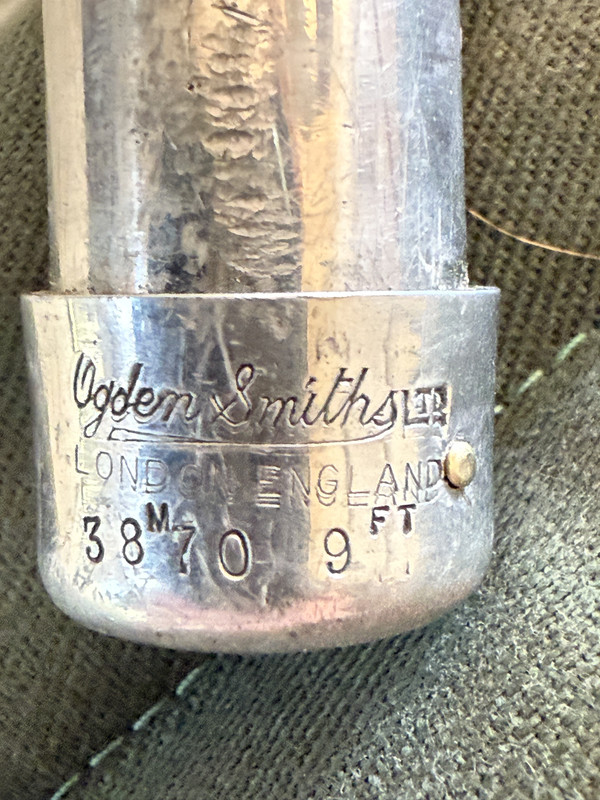 Ogden Smiths LTD
LONDON ENGLAND
38M70 9FT